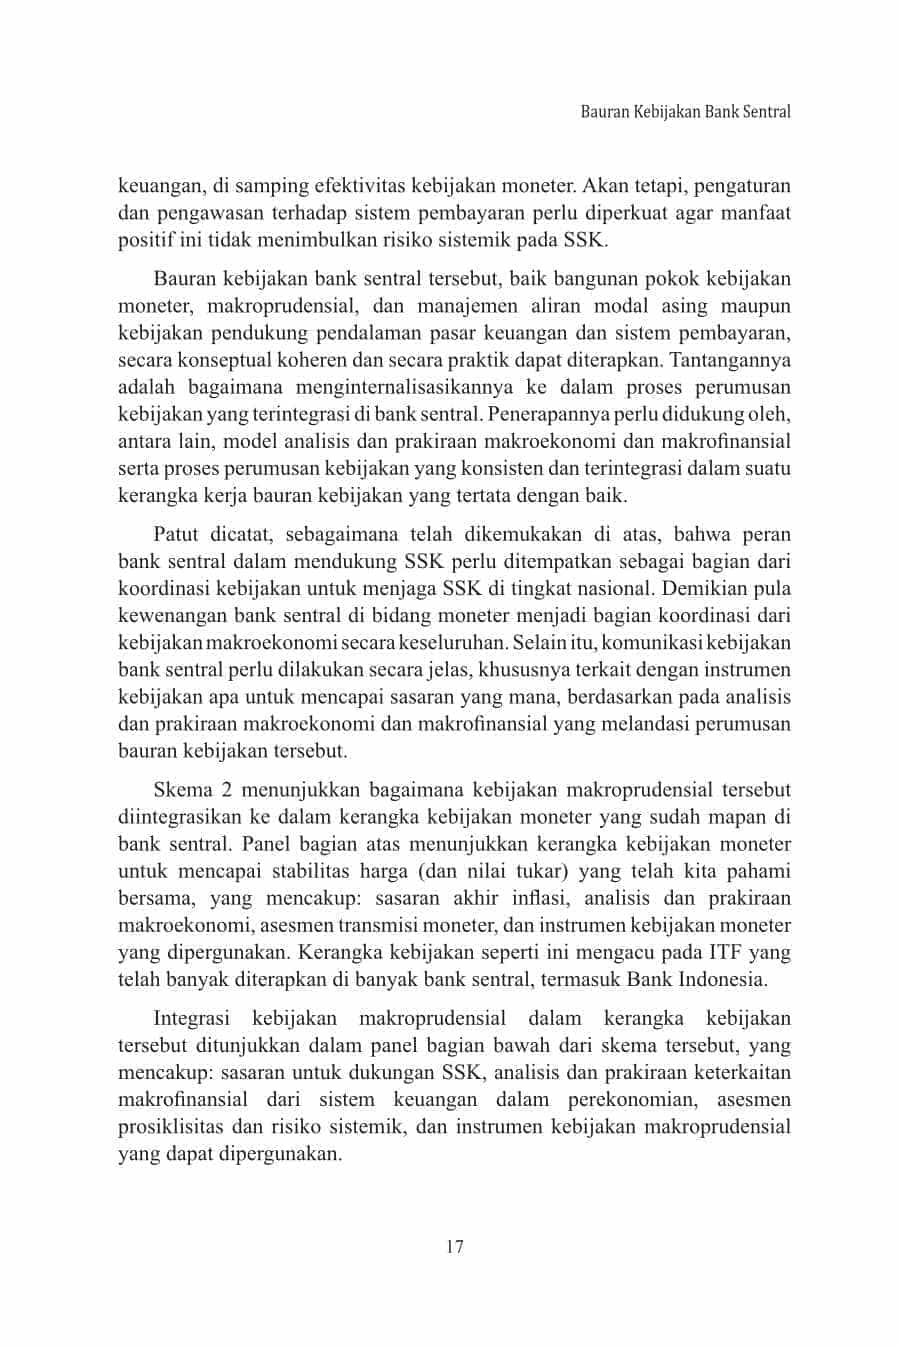 Bauran Kebijakan Bank Sentral
keuangan, di samping efektivitas kebijakan moneter. Akan tetapi, pengaturan
dan pengawasan terhadap sistem pembayaran perlu diperkuat agar manfaat
positif ini tidak menimbulkan risiko sistemik pada SSK.
Bauran kebijakan bank sentral tersebut, baik bangunan pokok kebijakan
moneter, makroprudensial, dan manajemen aliran modal asing maupun
kebijakan pendukung pendalaman pasar keuangan dan sistem pembayaran,
secara konseptual koheren dan secara praktik dapat diterapkan. Tantangannya
adalah bagaimana menginternalisasikannya ke dalam proses perumusan
kebijakan yang terintegrasi di bank sentral. Penerapannya perlu didukung oleh,
antara lain, model analisis dan prakiraan makroekonomi dan makrofinansial
serta proses perumusan kebijakan yang konsisten dan terintegrasi dalam suatu
kerangka kerja bauran kebijakan yang tertata dengan baik.
Patut dicatat, sebagaimana telah dikemukakan di atas, bahwa peran
bank sentral dalam mendukung SSK perlu ditempatkan sebagai bagian dari
koordinasi kebijakan untuk menjaga SSK di tingkat nasional. Demikian pula
kewenangan bank sentral di bidang moneter menjadi bagian koordinasi dari
kebijakan makroekonomi secara keseluruhan. Selain itu, komunikasi kebijakan
bank sentral perlu dilakukan secara jelas, khususnya terkait dengan instrumen
kebijakan apa untuk mencapai sasaran yang mana, berdasarkan pada analisis
dan prakiraan makroekonomi dan makrofinansial yang melandasi perumusan
bauran kebijakan tersebut.
Skema 2 menunjukkan bagaimana kebijakan makroprudensial tersebut
diintegrasikan ke dalam kerangka kebijakan moneter yang sudah mapan di
bank sentral. Panel bagian atas menunjukkan kerangka kebijakan moneter
untuk mencapai stabilitas harga (dan nilai tukar) yang telah kita pahami
bersama, yang mencakup: sasaran akhir inflasi, analisis dan prakiraan
makroekonomi, asesmen transmisi moneter, dan instrumen kebijakan moneter
yang dipergunakan. Kerangka kebijakan seperti ini mengacu pada ITF yang
telah banyak diterapkan di banyak bank sentral, termasuk Bank Indonesia.
Integrasi kebijakan makroprudensial dalam kerangka kebijakan
tersebut ditunjukkan dalam panel bagian bawah dari skema tersebut, yang
mencakup: sasaran untuk dukungan SSK, analisis dan prakiraan keterkaitan
makrofinansial dari sistem keuangan dalam perekonomian, asesmen
prosiklisitas dan risiko sistemik, dan instrumen kebijakan makroprudensial
yang dapat dipergunakan.
17